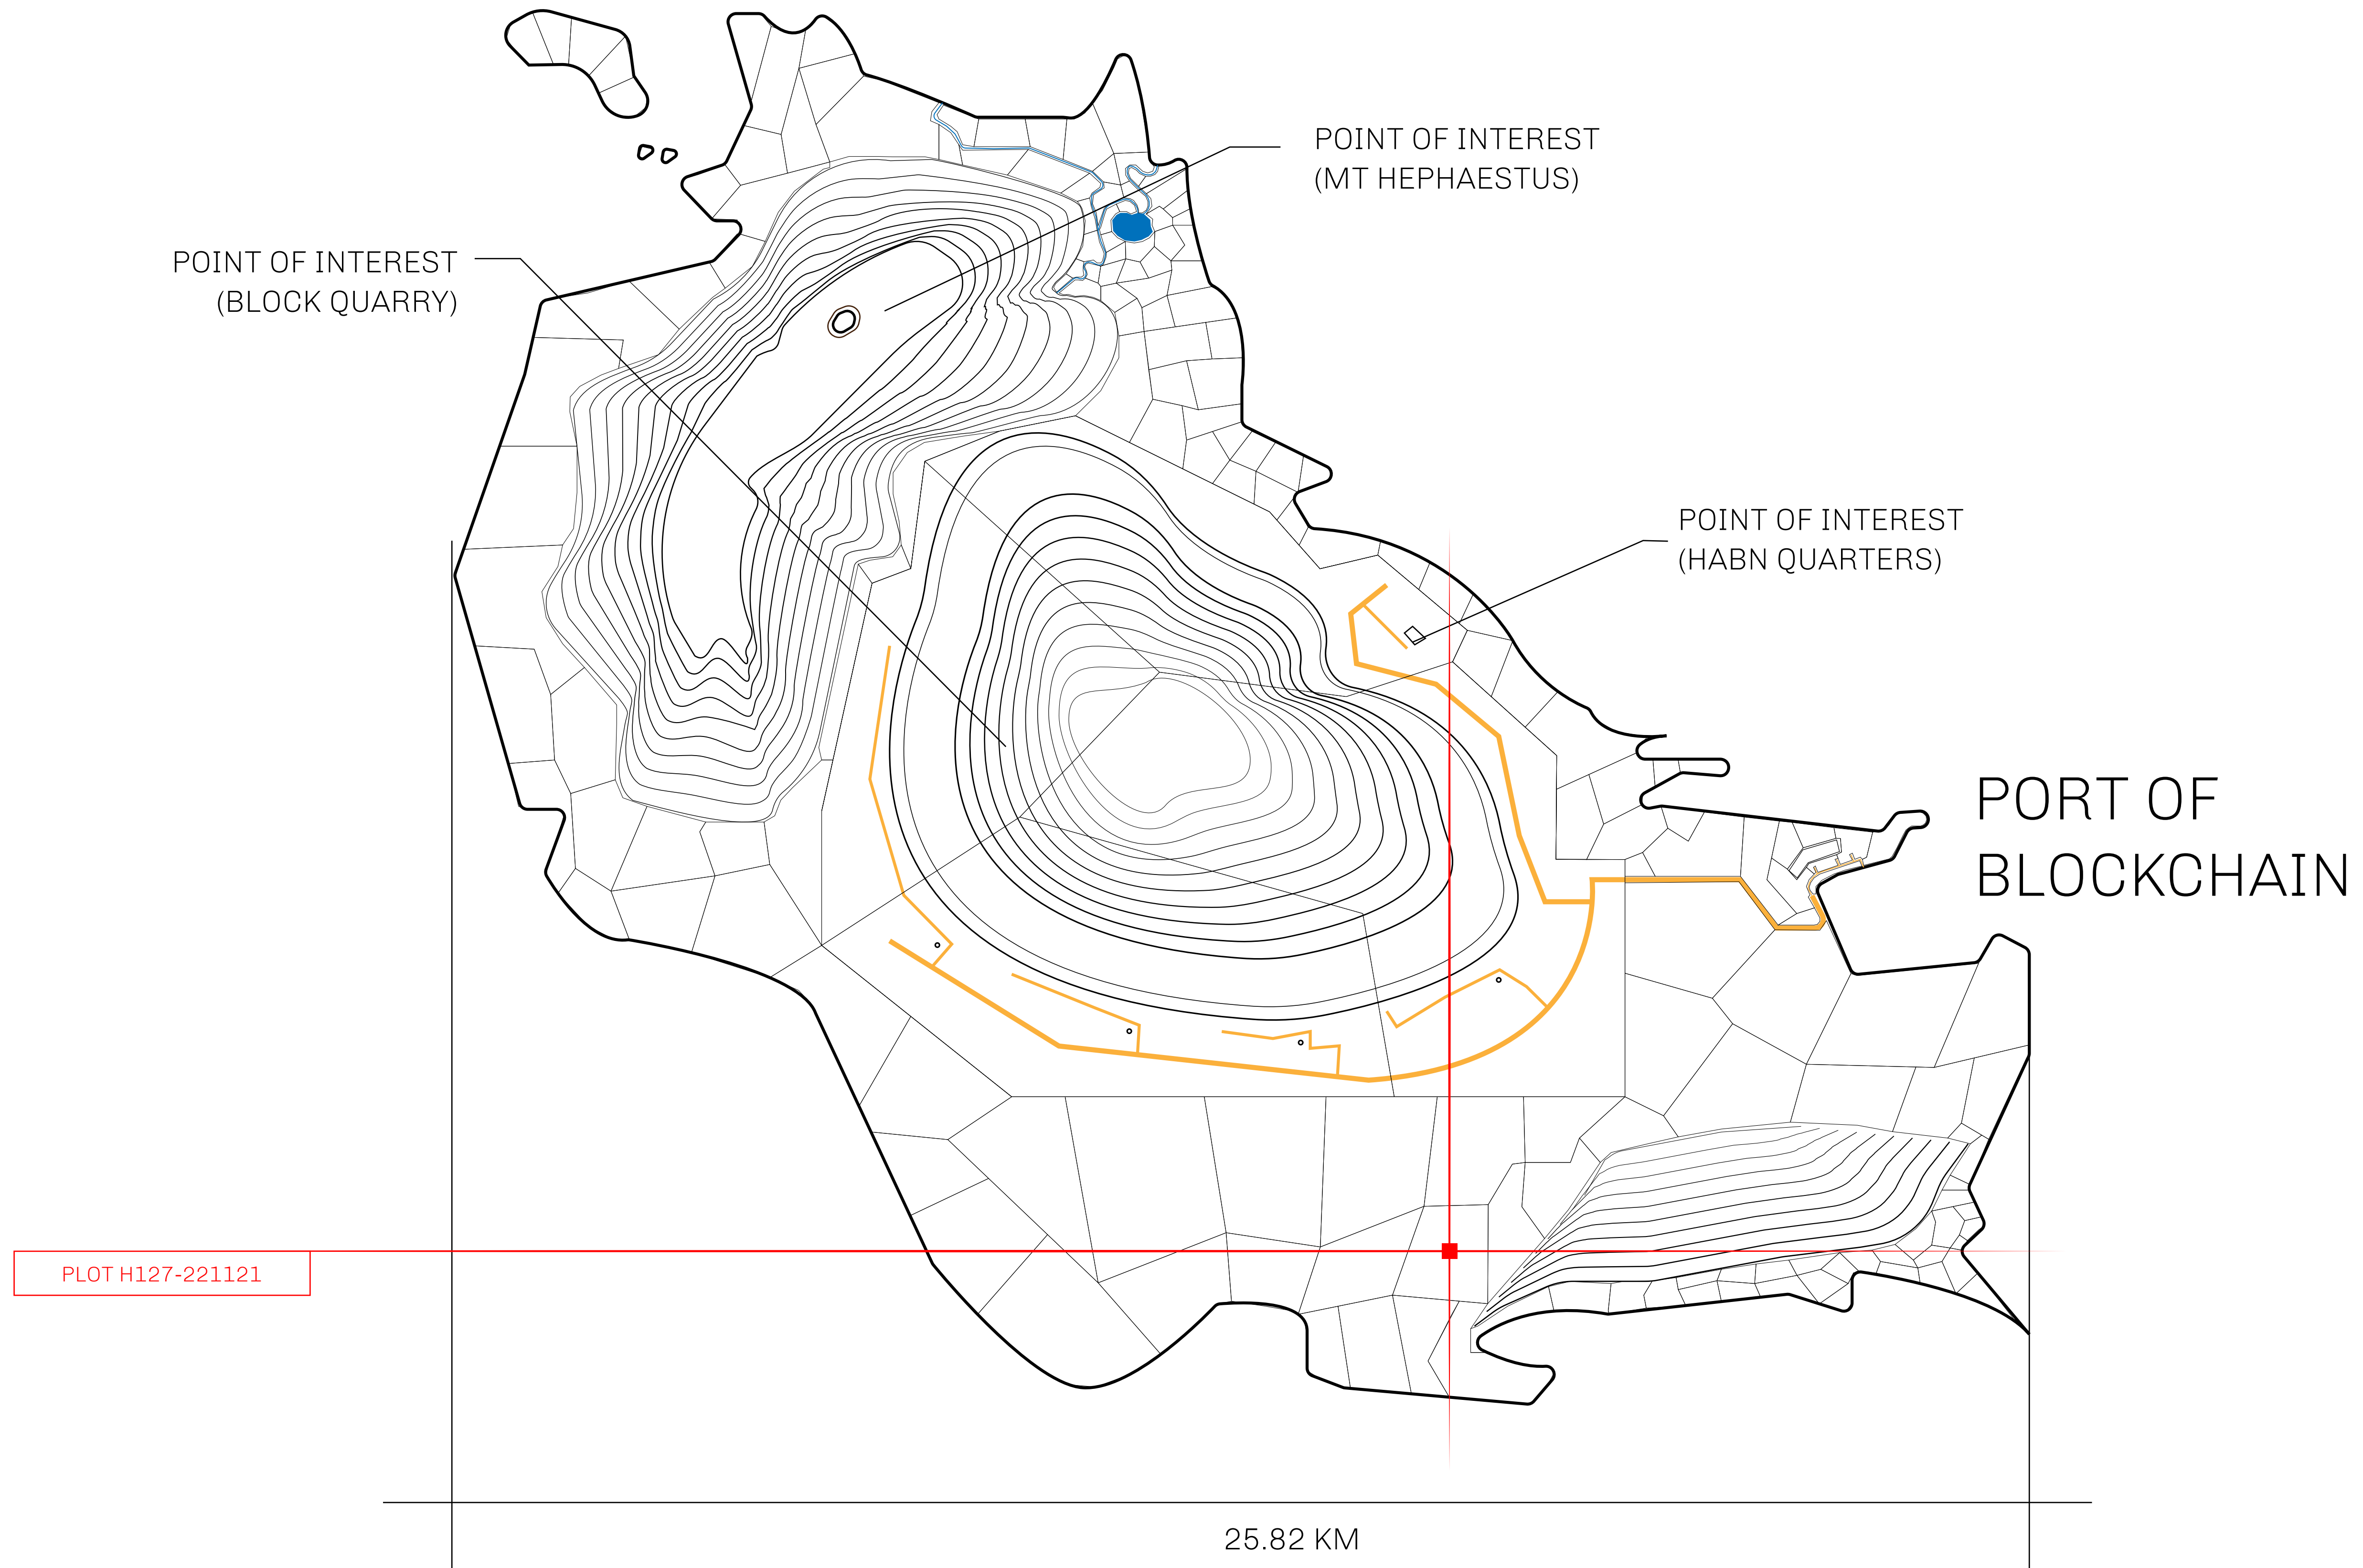 POINT OF INTEREST
(MT HEPHAESTUS)
POINT OF INTEREST
(BLOCK QUARRY)
POINT OF INTEREST
(HABN QUARTERS)
PORT OF
BLOCKCHAIN
PLOT H127-221121
25.82 KM